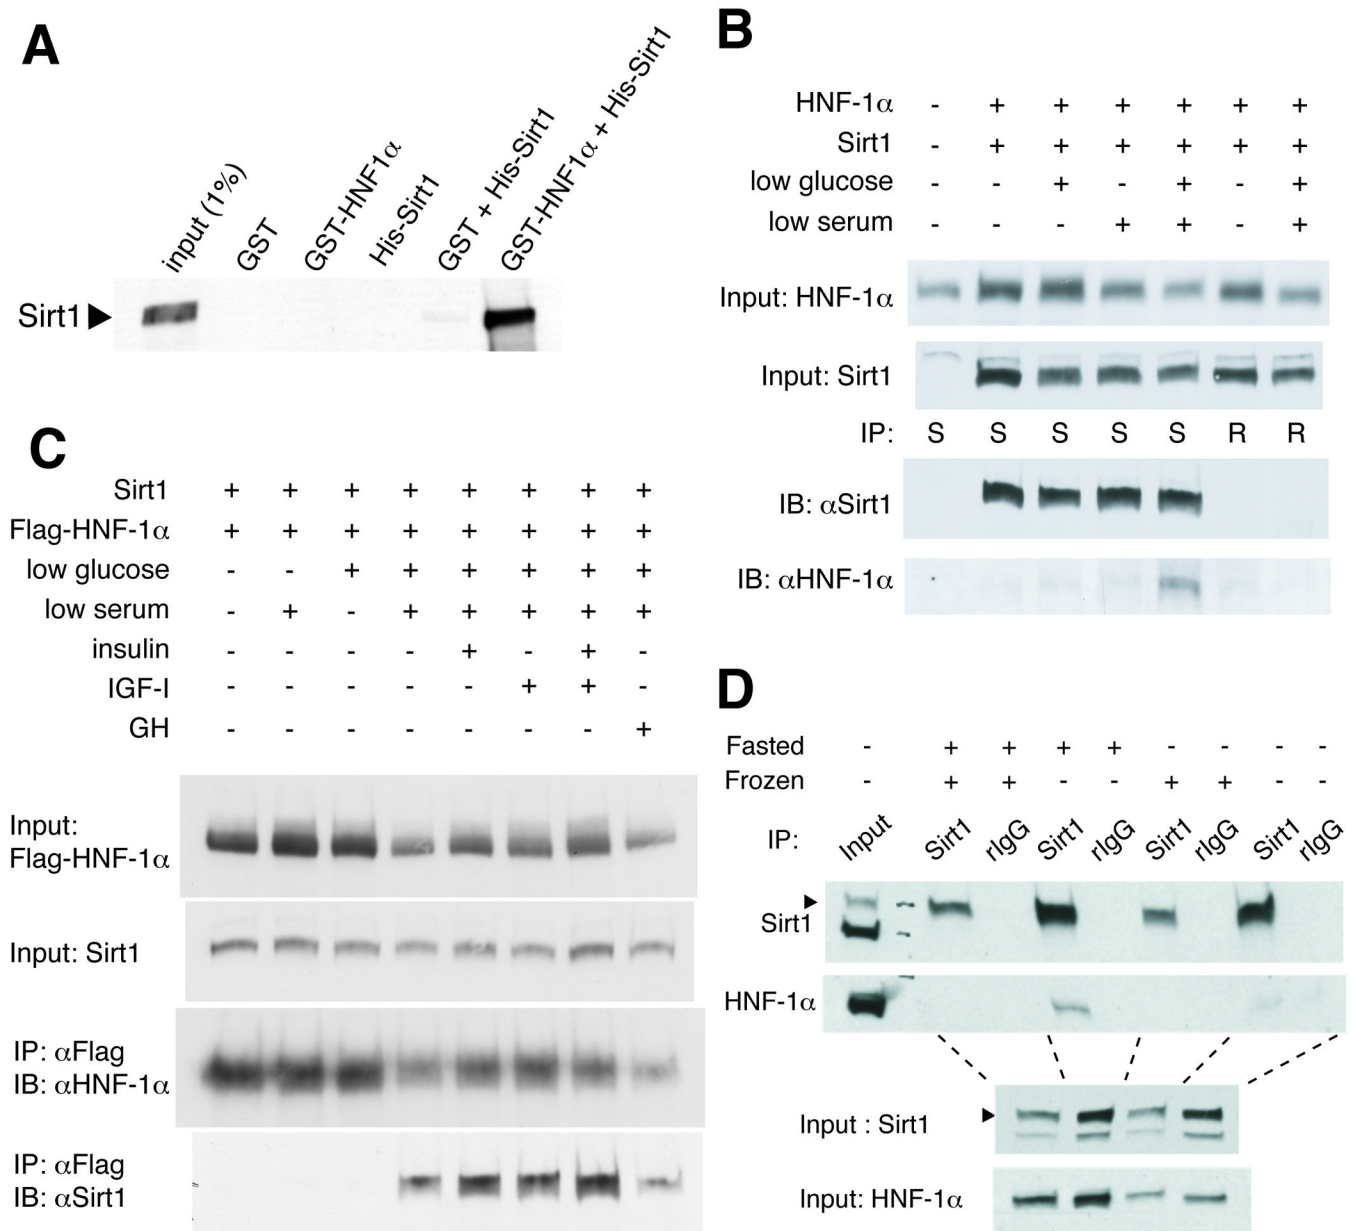 A
input (1%)
GST
GST-HNF1α
His-Sirt1
GST + His-Sirt1
GST-HNF1α + His-Sirt1
Sirt1
B
HNF-1α - + + + + + +
Sirt1 - + + + + + +
low glucose - - + - + - +
low serum - - - + + - +
Input: HNF-1α
Input: Sirt1
IP: S S S S S R R
IB: αSirt1
IB: αHNF-1α
C
Sirt1 + + + + + + + +
Flag-HNF-1α + + + + + + + +
low glucose - - + + + + + +
low serum - + - + + + + +
insulin - - - - + - + -
IGF-I - - - - - + + -
GH - - - - - - - +
Input:
Flag-HNF-1α
Input: Sirt1
IP: αFlag
IB: αHNF-1α
IP: αFlag
IB: αSirt1
D
Fasted - + + + + - - - -
Frozen - + + - - + + - -
IP: Input Sirt1 rIgG Sirt1 rIgG Sirt1 rIgG Sirt1 rIgG
Sirt1
HNF-1α
Input : Sirt1
Input: HNF-1α